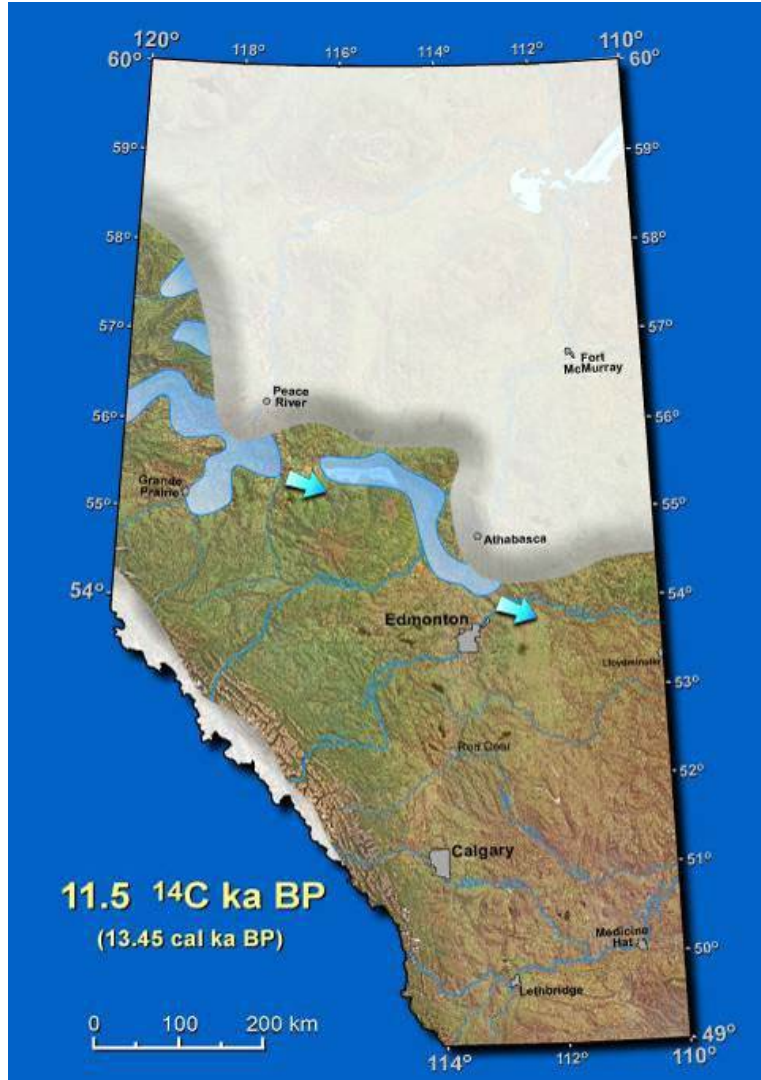 120°
118°
116°
114°
112°
110°
60°
60°
59°
59°
58°
58°
57°
57°
Fort
McMurray
Peace
River
56°
56°
Grande
Prairie
55°
55°
Athabasca
54°
54°
Edmonton
Lloydminster
53°
Red Deer
52°
Calgary
51°
11.5 ¹⁴C ka BP
(13.45 cal ka BP)
Medicine
Hat
50°
Lethbridge
0 100 200 km
49°
114°
112°
110°